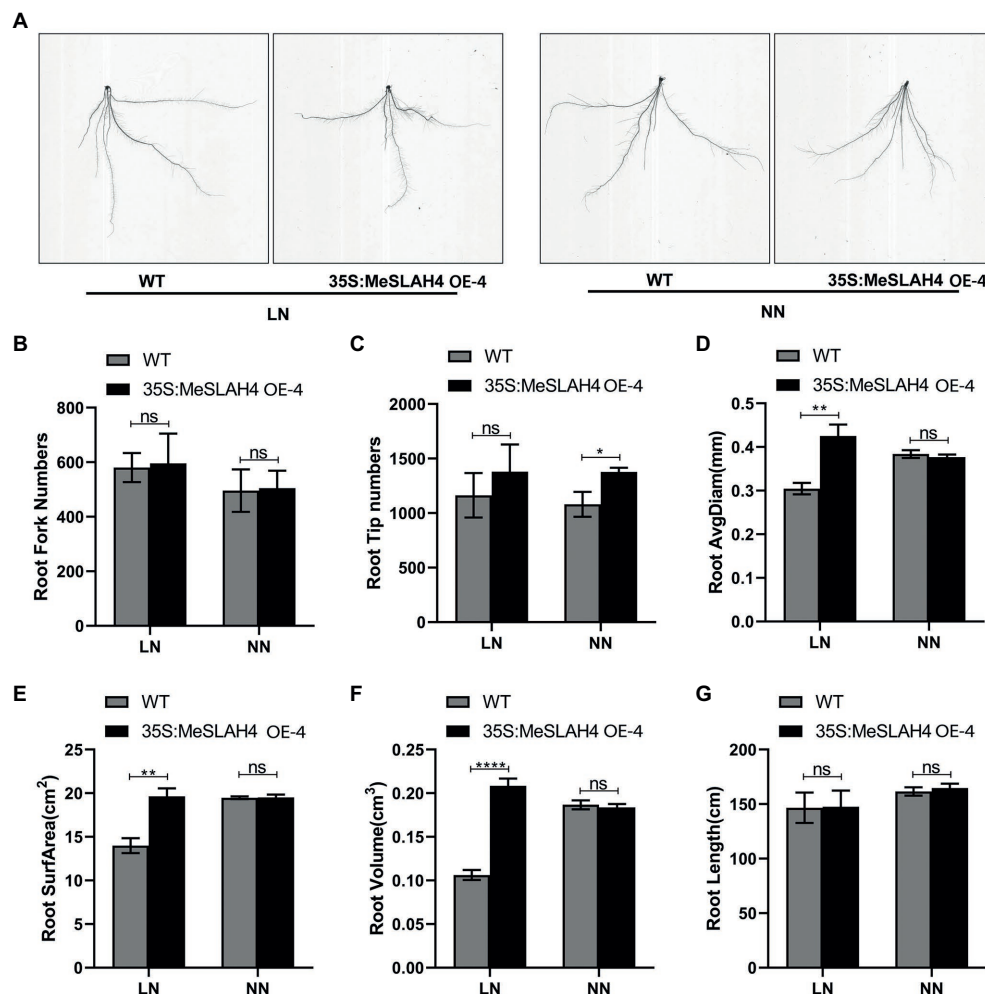 A
WT
35S:MeSLAH4 OE-4
WT
35S:MeSLAH4 OE-4
LN
NN
B
WT
35S:MeSLAH4 OE-4
Root Fork Numbers
800
600
400
200
0
ns
ns
LN
NN
C
WT
35S:MeSLAH4 OE-4
Root Tip numbers
2000
1500
1000
500
0
ns
*
LN
NN
D
WT
35S:MeSLAH4 OE-4
Root AvgDiam(mm)
0.5
0.4
0.3
0.2
0.1
0.0
**
ns
LN
NN
E
WT
35S:MeSLAH4 OE-4
Root SurfArea(cm²)
25
20
15
10
5
0
**
ns
LN
NN
F
WT
35S:MeSLAH4 OE-4
Root Volume(cm³)
0.25
0.20
0.15
0.10
0.05
0.00
****
ns
LN
NN
G
WT
35S:MeSLAH4 OE-4
Root Length(cm)
200
150
100
50
0
ns
ns
LN
NN